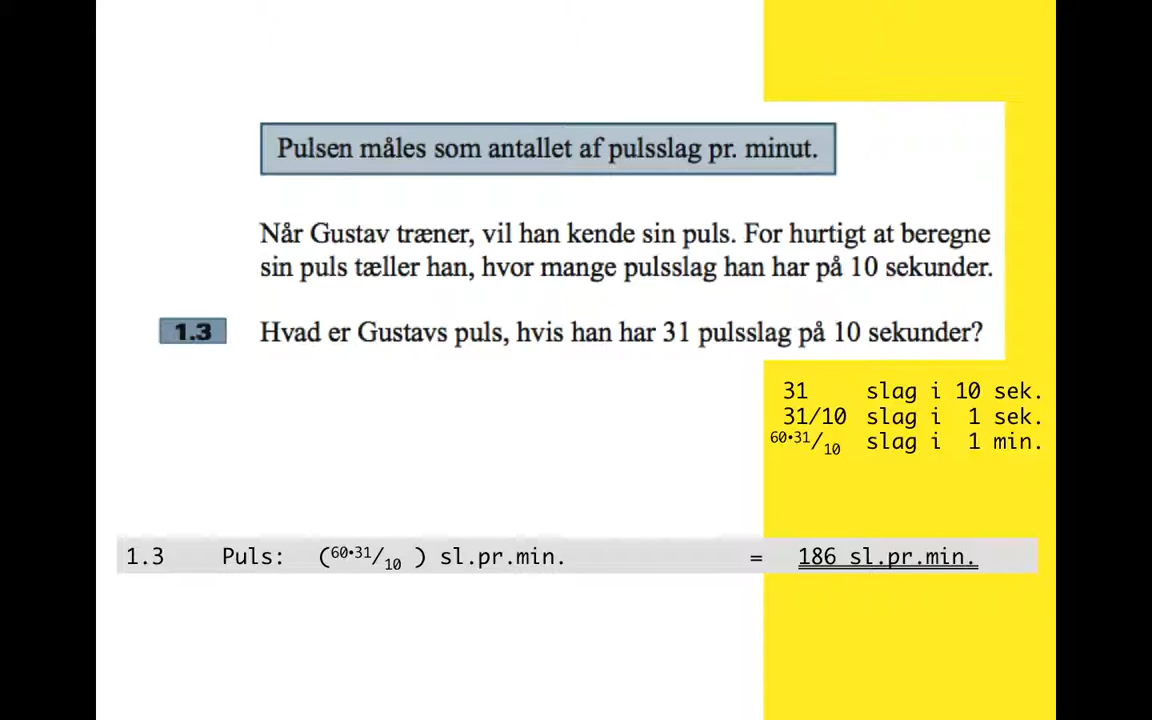 Pulsen måles som antallet af pulsslag pr. minut.
Når Gustav træner, vil han kende sin puls. For hurtigt at beregne
sin puls tæller han, hvor mange pulsslag han har på 10 sekunder.
1.3 Hvad er Gustavs puls, hvis han har 31 pulsslag på 10 sekunder?
31 slag i 10 sek.
31/10 slag i 1 sek.
60•31/10 slag i 1 min.
1.3 Puls: (60•31/10 ) sl.pr.min. = 186 sl.pr.min.